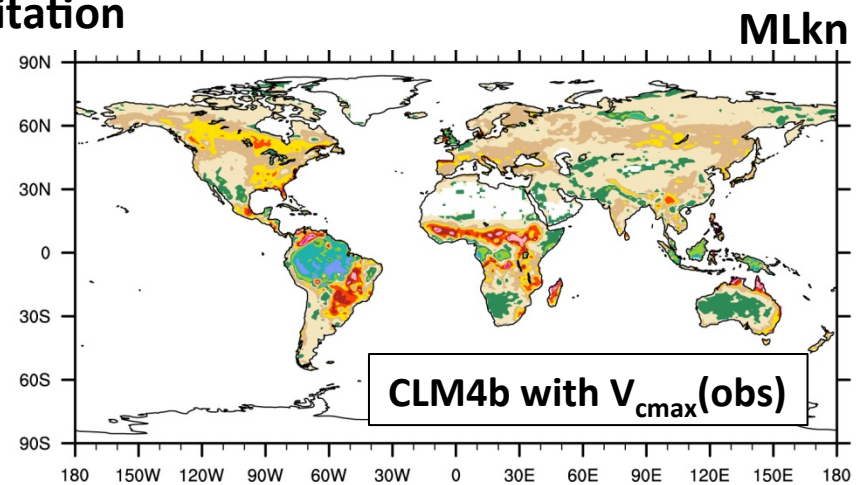 itation
MLkn
90N
60N
30N
0
30S
60S
90S
CLM4b with Vcmax(obs)
180 150W 120W 90W 60W 30W 0 30E 60E 90E 120E 150E 180